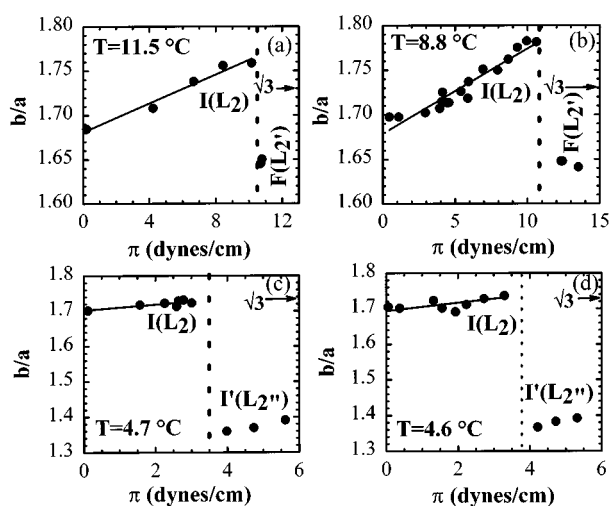 1.80
1.75
1.70
1.65
1.60
b/a
T=11.5 °C
(a)
I(L2)
√3
F(L2')
0 4 8 12
π (dynes/cm)
1.80
1.75
1.70
1.65
1.60
b/a
T=8.8 °C
(b)
I(L2)
√3
F(L2')
0 5 10 15
π (dynes/cm)
1.8
1.7
1.6
1.5
1.4
1.3
b/a
(c)
√3
I(L2)
I'(L2")
T=4.7 °C
0 2 4 6
π (dynes/cm)
1.8
1.7
1.6
1.5
1.4
1.3
b/a
(d)
√3
I(L2)
I'(L2")
T=4.6 °C
0 2 4 6
π (dynes/cm)